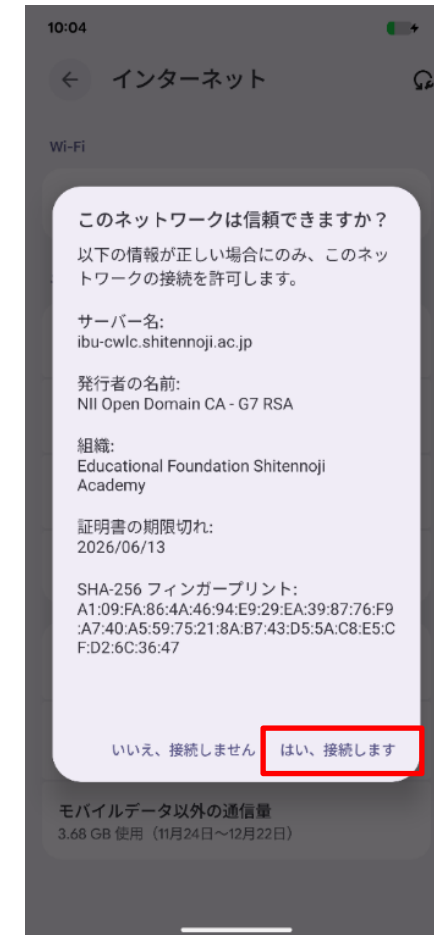 10:04
インターネット
Wi-Fi
このネットワークは信頼できますか？
以下の情報が正しい場合にのみ、このネッ
トワークの接続を許可します。
サーバー名:
ibu-cwlc.shitennoji.ac.jp
発行者の名前:
NII Open Domain CA - G7 RSA
組織:
Educational Foundation Shitennoji
Academy
証明書の期限切れ:
2026/06/13
SHA-256 フィンガープリント:
A1:09:FA:86:4A:46:94:E9:29:EA:39:87:76:F9
:A7:40:A5:59:75:21:8A:B7:43:D5:5A:C8:E5:C
F:D2:6C:36:47
いいえ、接続しません
はい、接続します
モバイルデータ以外の通信量
3.68 GB 使用（11月24日～12月22日）